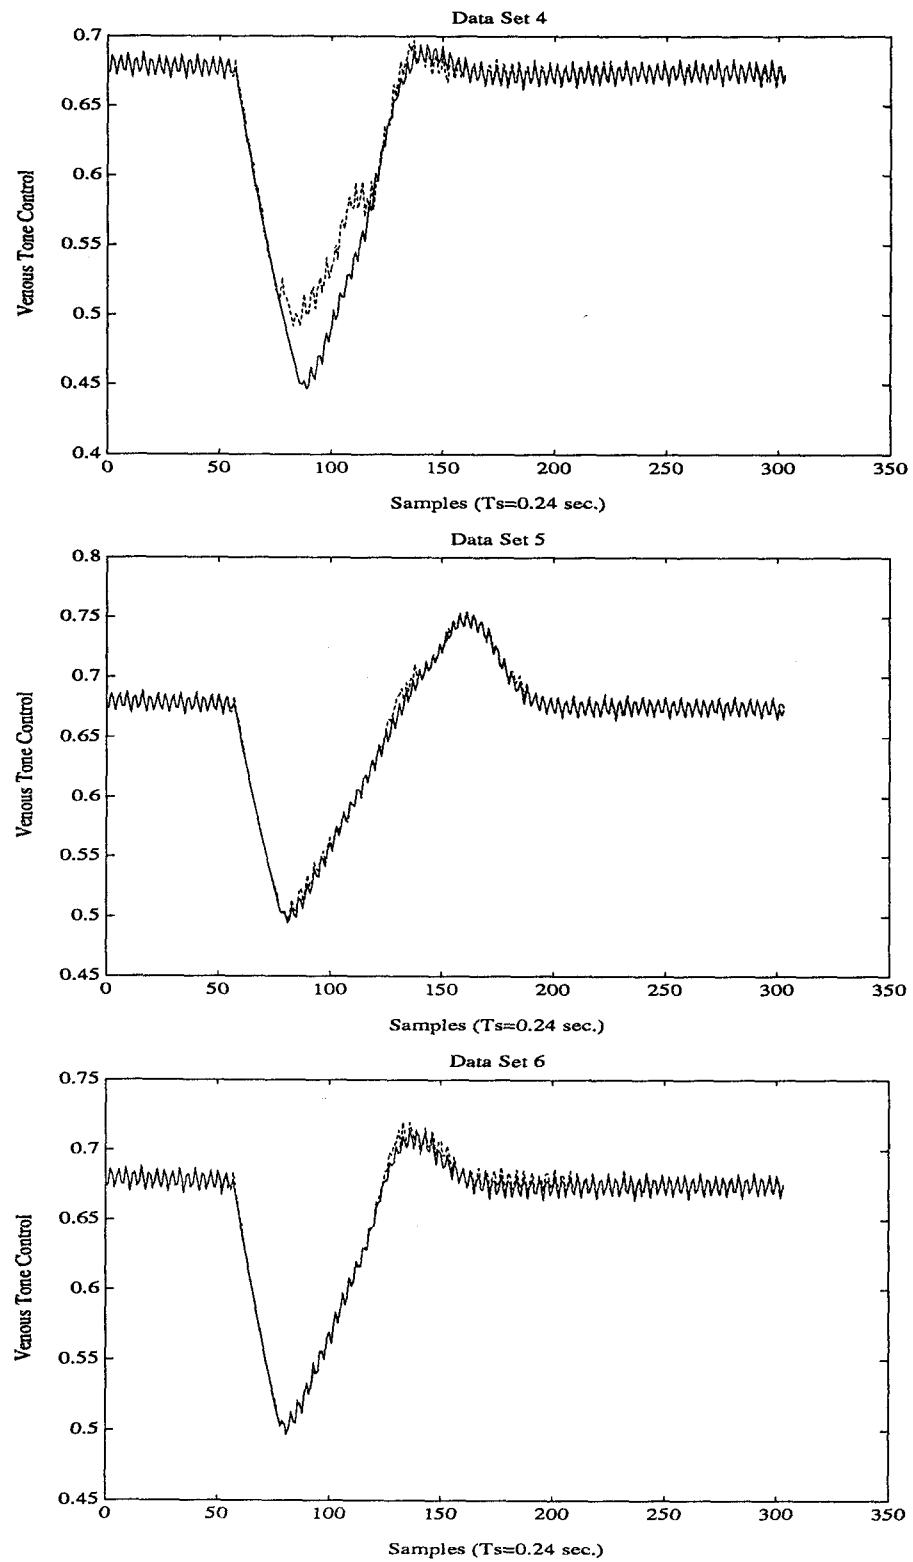 Data Set 4
0.7
0.65
0.6
0.55
0.5
0.45
0.4
Venous Tone Control
0 50 100 150 200 250 300 350
Samples (Ts=0.24 sec.)
Data Set 5
0.8
0.75
0.7
0.65
0.6
0.55
0.5
0.45
Venous Tone Control
0 50 100 150 200 250 300 350
Samples (Ts=0.24 sec.)
Data Set 6
0.75
0.7
0.65
0.6
0.55
0.5
0.45
Venous Tone Control
0 50 100 150 200 250 300 350
Samples (Ts=0.24 sec.)